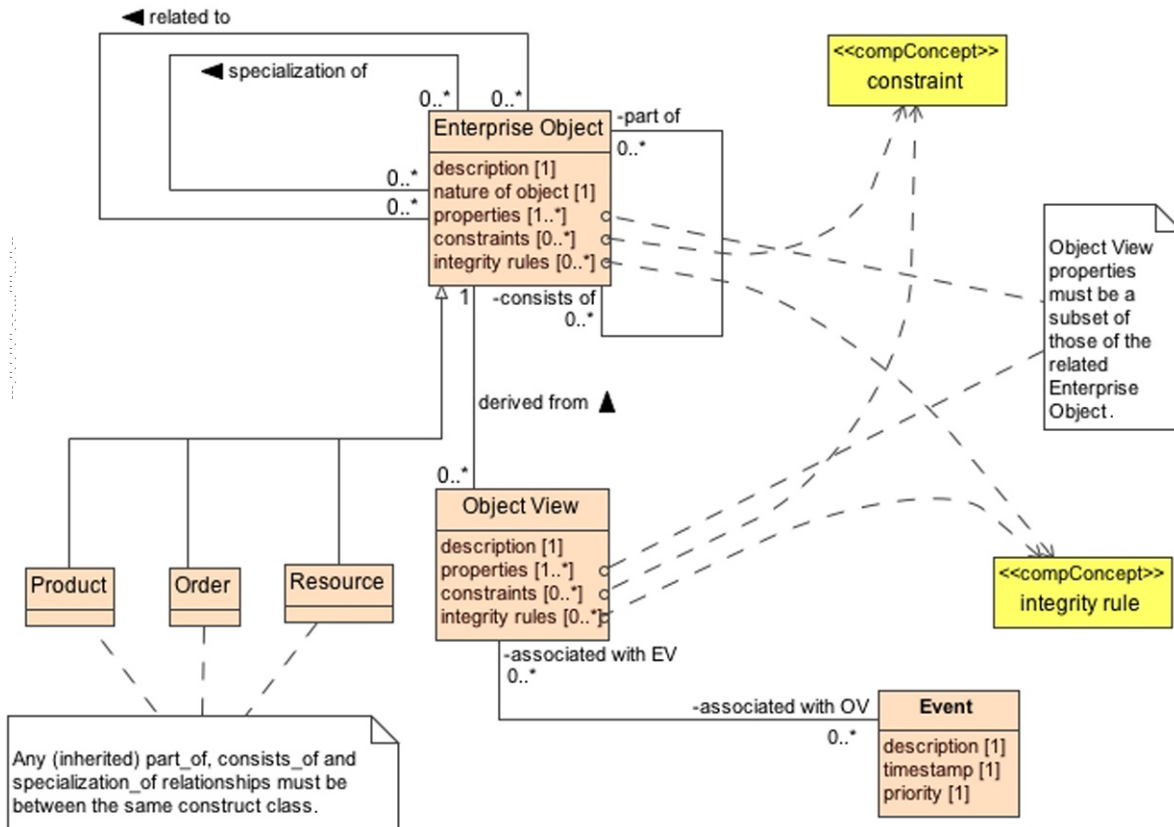 ◄ related to
◄ specialization of
0..*
0..*
<<compConcept>>
constraint
Enterprise Object
-part of
0..*
description [1]
nature of object [1]
properties [1..*]
constraints [0..*]
integrity rules [0..*]
0..*
0..*
Object View
properties
must be a
subset of
those of the
related
Enterprise
Object.
1
-consists of
0..*
derived from ▲
0..*
Object View
description [1]
properties [1..*]
constraints [0..*]
integrity rules [0..*]
Product
Order
Resource
<<compConcept>>
integrity rule
-associated with EV
0..*
-associated with OV
0..*
Event
description [1]
timestamp [1]
priority [1]
Any (inherited) part_of, consists_of and
specialization_of relationships must be
between the same construct class.